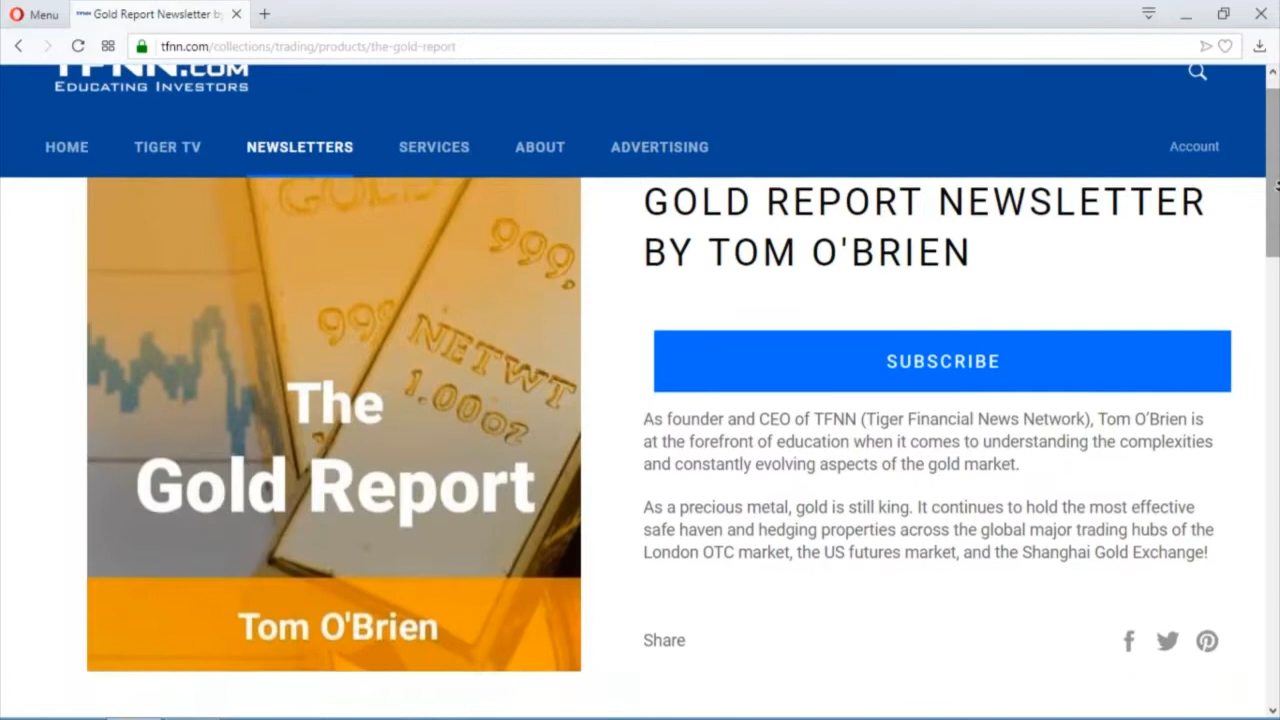 Menu
Gold Report Newsletter by
tfnn.com/collections/trading/products/the-gold-report
TFNN.COM
EDUCATING INVESTORS
HOME TIGER TV NEWSLETTERS SERVICES ABOUT ADVERTISING Account
GOLD
999.
999
NET WT
1.00OZ
The
Gold Report
Tom O'Brien
GOLD REPORT NEWSLETTER
BY TOM O'BRIEN
SUBSCRIBE
As founder and CEO of TFNN (Tiger Financial News Network), Tom O'Brien is
at the forefront of education when it comes to understanding the complexities
and constantly evolving aspects of the gold market.
As a precious metal, gold is still king. It continues to hold the most effective
safe haven and hedging properties across the global major trading hubs of the
London OTC market, the US futures market, and the Shanghai Gold Exchange!
Share